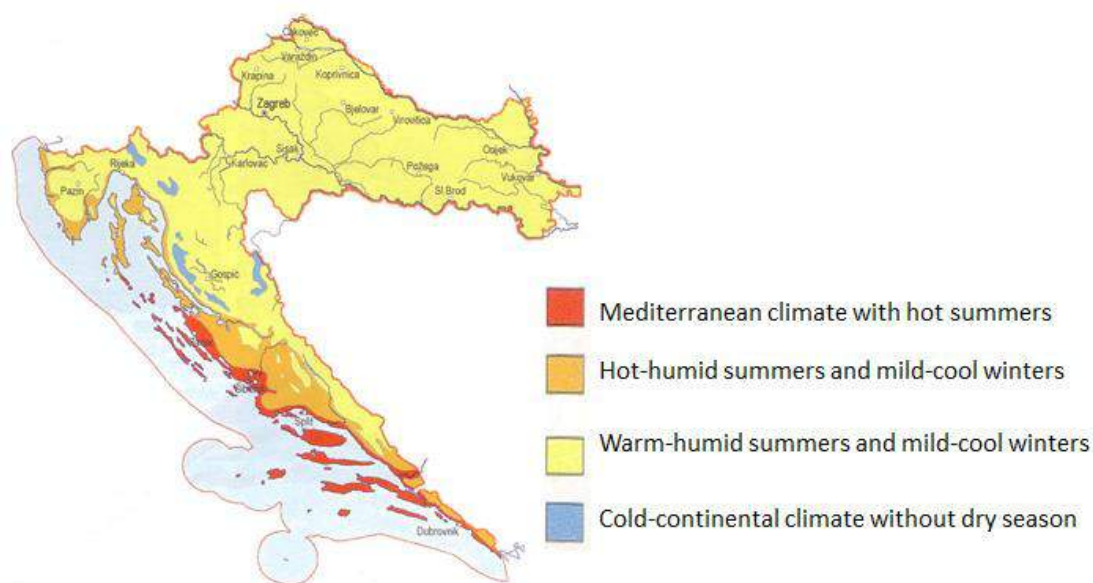 Čakovec
Varaždin
Krapina
Koprivnica
Zagreb
Bjelovar
Virovitica
Sisak
Osijek
Rijeka
Karlovac
Požega
Vukovar
Pazin
Sl Brod
Gospić
Mediterranean climate with hot summers
Hot-humid summers and mild-cool winters
Split
Warm-humid summers and mild-cool winters
Cold-continental climate without dry season
Dubrovnik